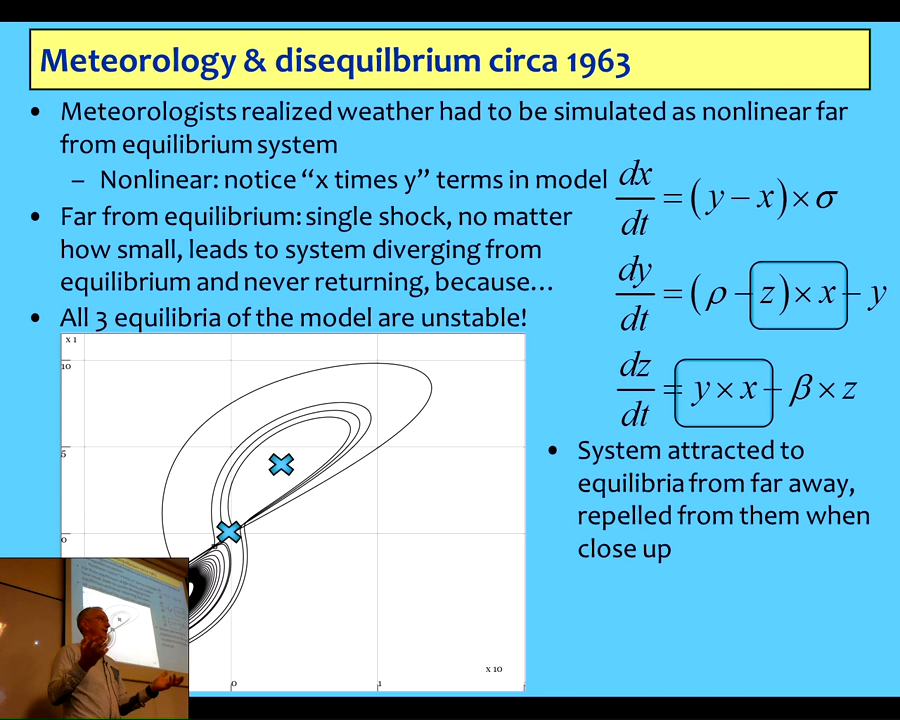 Meteorology & disequilbrium circa 1963
• Meteorologists realized weather had to be simulated as nonlinear far
from equilibrium system
– Nonlinear: notice “x times y” terms in model
• Far from equilibrium: single shock, no matter
how small, leads to system diverging from
equilibrium and never returning, because…
• All 3 equilibria of the model are unstable!
dx/dt = (y − x) × σ
dy/dt = (ρ − z) × x − y
dz/dt = y × x − β × z
• System attracted to
equilibria from far away,
repelled from them when
close up
x 1
10
5
0
x 10
0
1